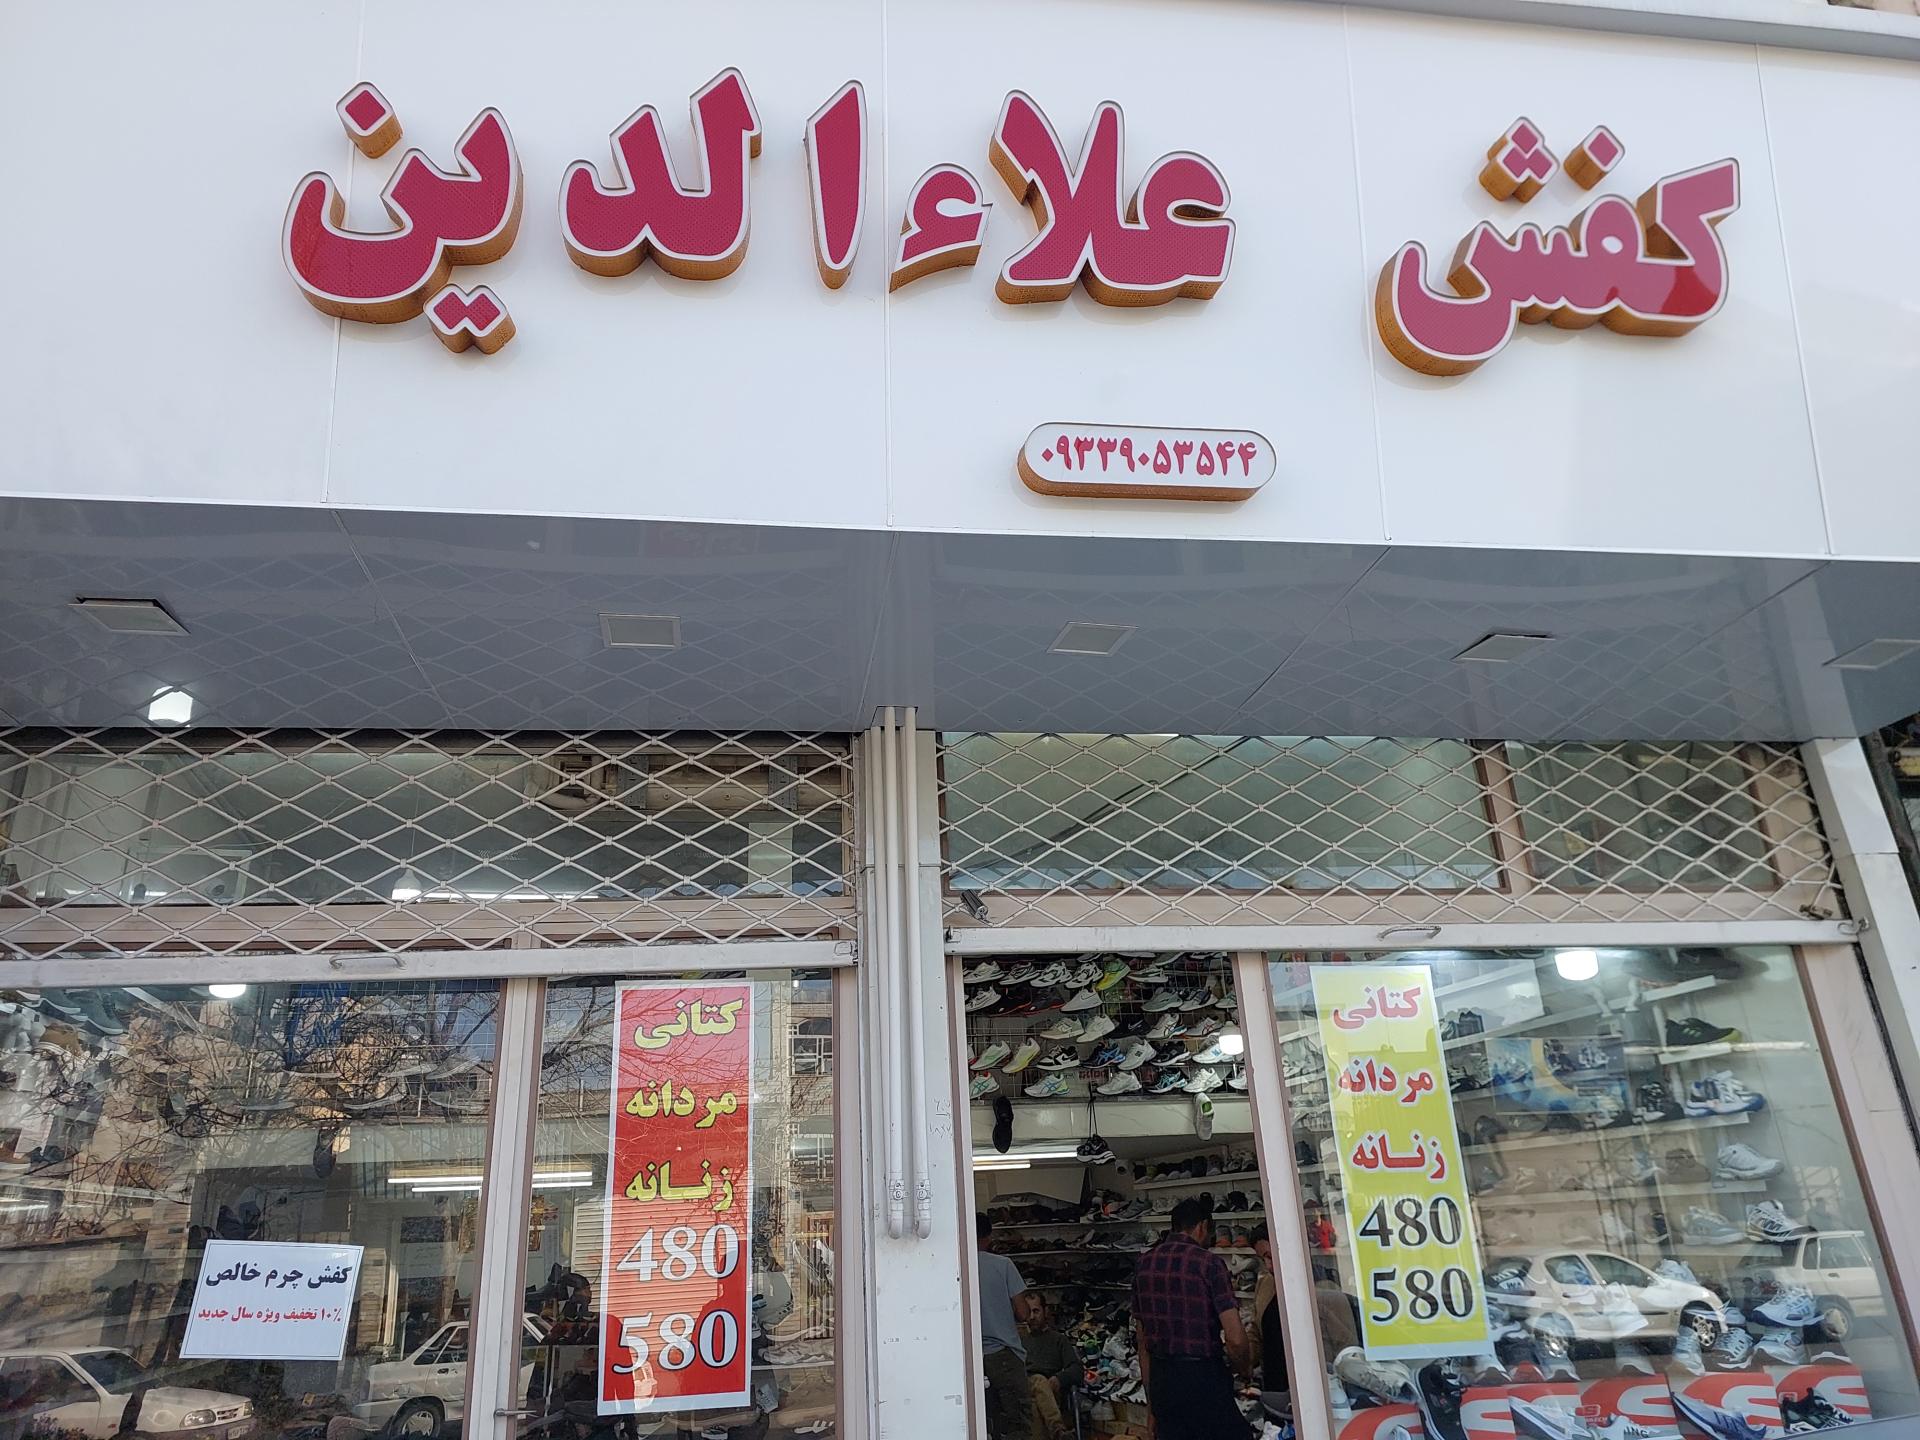 کفش علاءالدین
۰۹۳۳۹۰۵۳۵۴۴
کتانی
مردانه
زنانه
480
580
کتانی
مردانه
زنانه
480
580
کفش چرم خالص
۱۰٪ تخفیف ویژه سال جدید